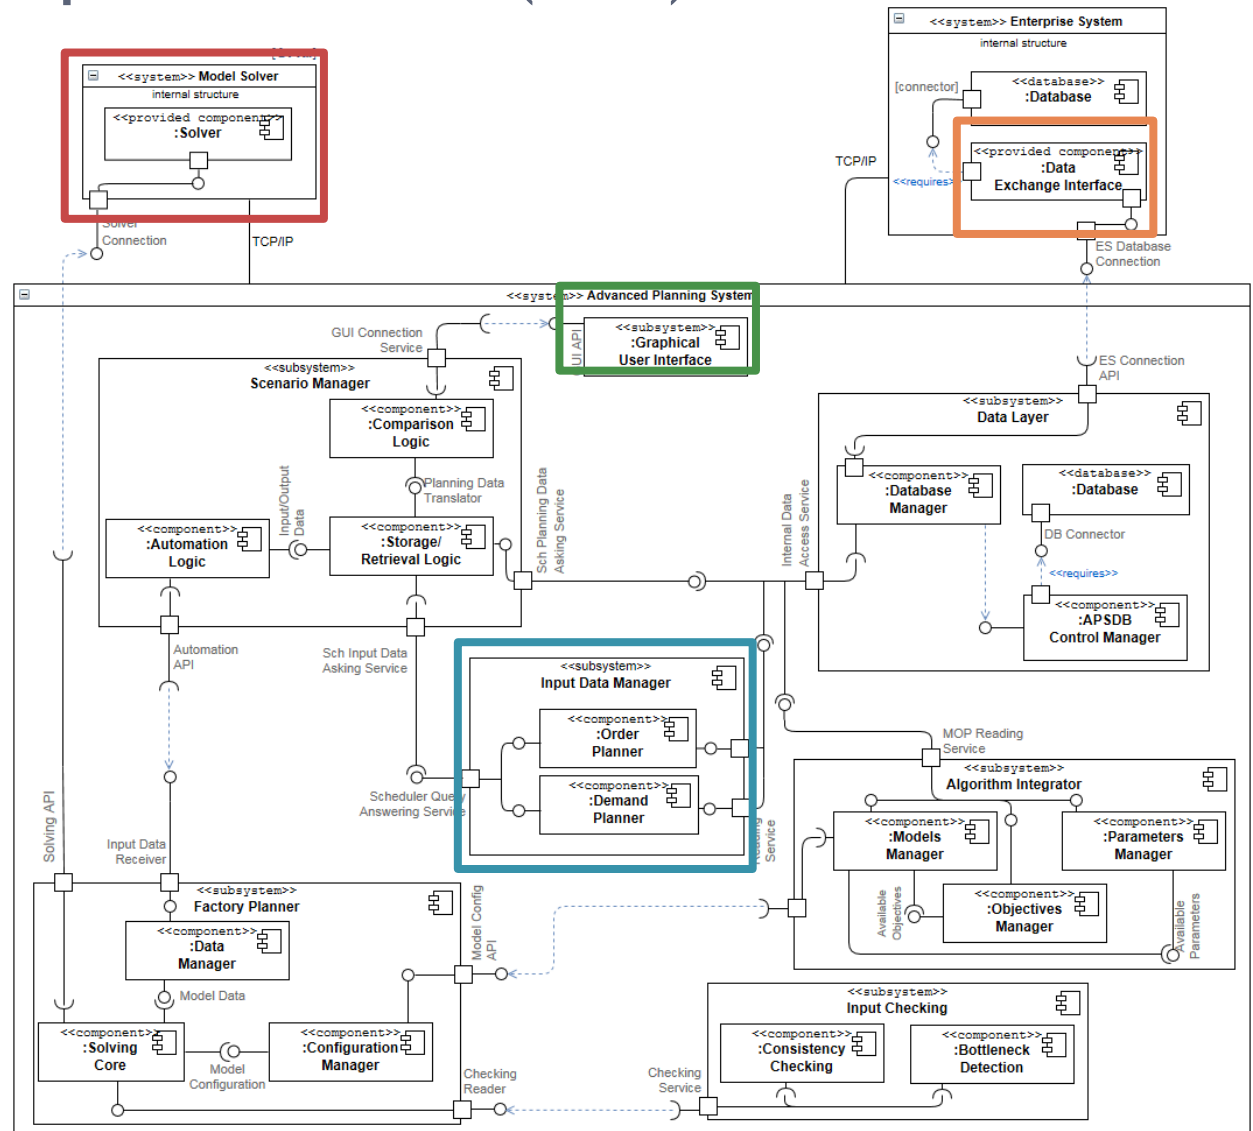 <<system>> Enterprise System
internal structure
<<database>>
:Database
[connector]
<<provided component>>
:Data
Exchange Interface
<<requires>
TCP/IP
ES Database
Connection
<<system>> Model Solver
internal structure
<<provided component>>
:Solver
Solver
Connection
TCP/IP
<<system>> Advanced Planning System
GUI Connection
Service
<<subsystem>>
:Graphical
User Interface
<<subsystem>>
Scenario Manager
<<component>>
:Comparison
Logic
Planning Data
Translator
Input/Output
Data
<<component>>
:Automation
Logic
<<component>>
:Storage/
Retrieval Logic
Sch Planning Data
Asking Service
Automation
API
Sch Input Data
Asking Service
ES Connection
API
<<subsystem>>
Data Layer
<<component>>
:Database
Manager
<<database>>
:Database
DB Connector
<<requires>>
<<component>>
:APSDB
Control Manager
Internal Data
Access Service
<<subsystem>>
Input Data Manager
<<component>>
:Order
Planner
<<component>>
:Demand
Planner
Scheduler Query
Answering Service
Service
MOP Reading
Service
<<subsystem>>
Algorithm Integrator
<<component>>
:Models
Manager
<<component>>
:Parameters
Manager
<<component>>
:Objectives
Manager
Available
Objectives
Available
Parameters
Solving API
Input Data
Receiver
<<subsystem>>
Factory Planner
<<component>>
:Data
Manager
Model Data
<<component>>
:Solving
Core
Model
Configuration
<<component>>
:Configuration
Manager
Model Config
API
Checking
Reader
<<subsystem>>
Input Checking
<<component>>
:Consistency
Checking
<<component>>
:Bottleneck
Detection
Checking
Service